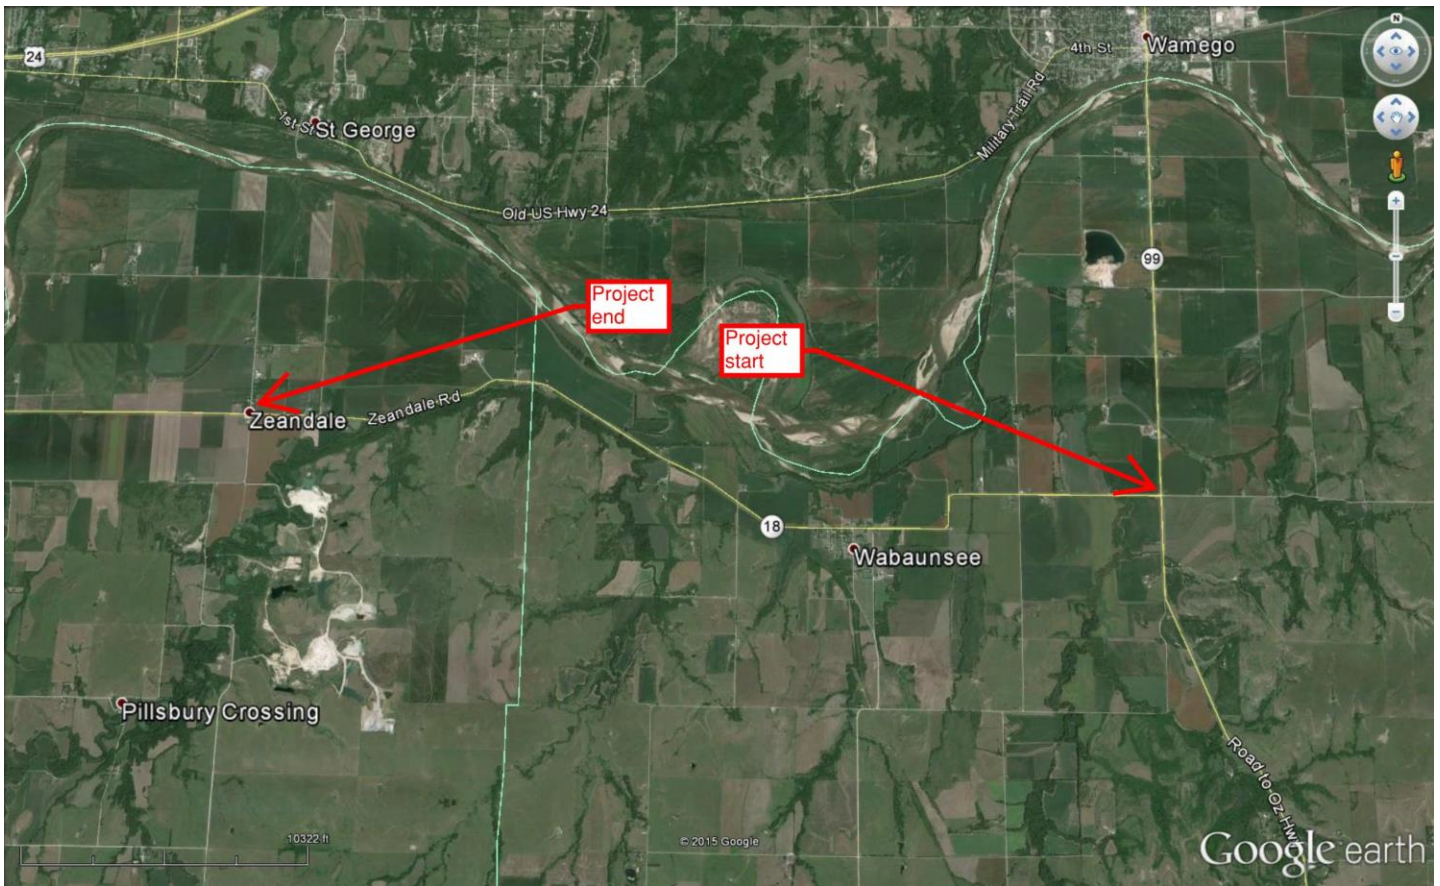 24
4th St
Wamego
N
1st St
St George
Military Trail Rd
Old US Hwy 24
99
Project
end
Project
start
Zeandale Rd
Zeandale
18
Wabaunsee
Pillsbury Crossing
Road to Oz Hwy
10322 ft
© 2015 Google
Google earth